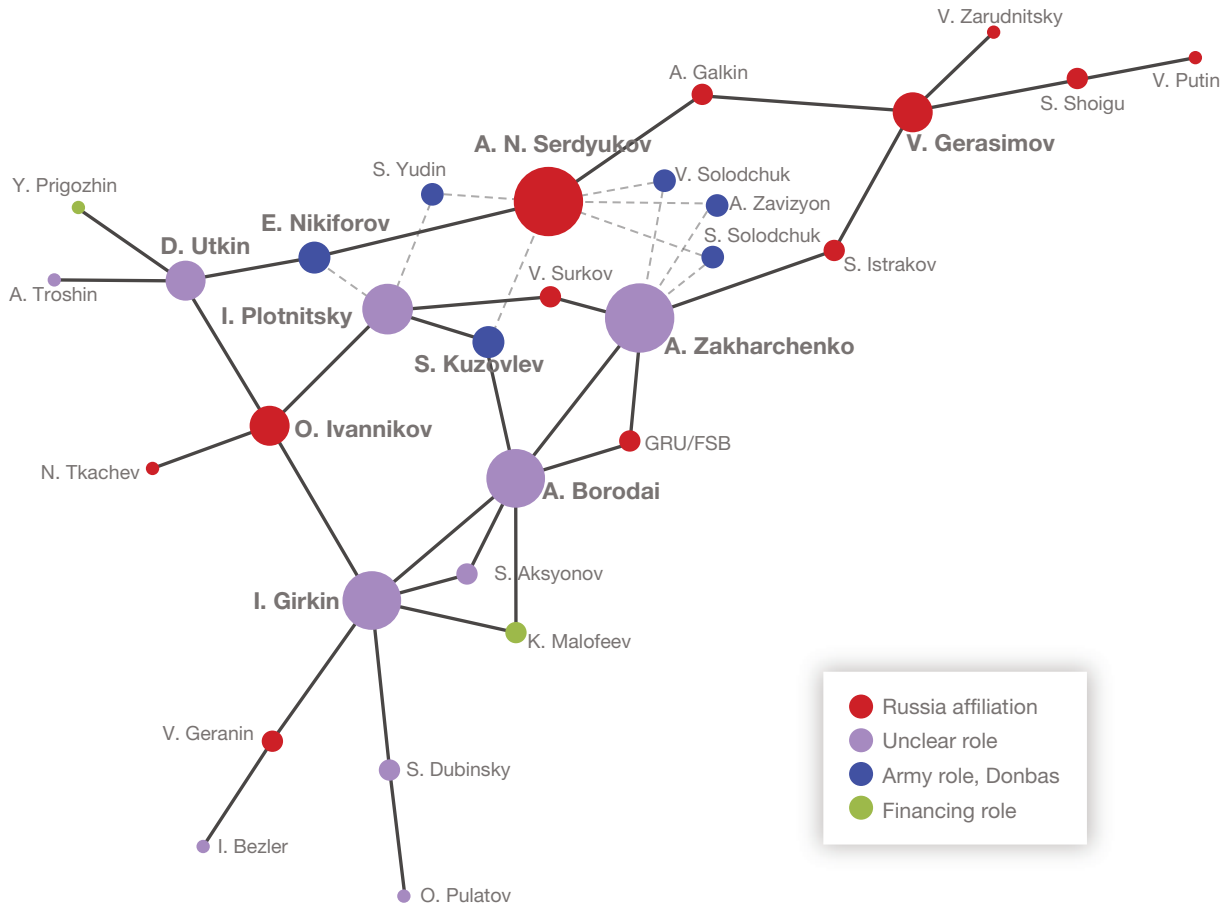 V. Zarudnitsky
A. Galkin
V. Putin
S. Shoigu
A. N. Serdyukov
V. Gerasimov
S. Yudin
V. Solodchuk
Y. Prigozhin
A. Zavizyon
E. Nikiforov
S. Solodchuk
D. Utkin
S. Istrakov
V. Surkov
A. Troshin
I. Plotnitsky
A. Zakharchenko
S. Kuzovlev
O. Ivannikov
GRU/FSB
N. Tkachev
A. Borodai
S. Aksyonov
I. Girkin
K. Malofeev
Russia affiliation
Unclear role
Army role, Donbas
Financing role
V. Geranin
S. Dubinsky
I. Bezler
O. Pulatov